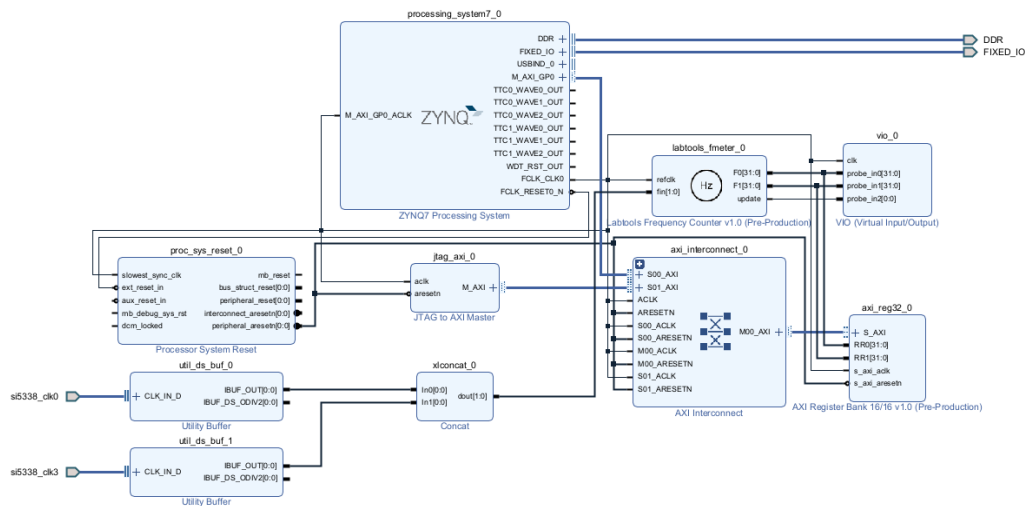 processing_system7_0
DDR
FIXED_IO
USBIND_0
M_AXI_GP0
TTC0_WAVE0_OUT
TTC0_WAVE1_OUT
TTC0_WAVE2_OUT
TTC1_WAVE0_OUT
TTC1_WAVE1_OUT
TTC1_WAVE2_OUT
WDT_RST_OUT
FCLK_CLK0
FCLK_RESET0_N
M_AXI_GP0_ACLK
ZYNQ
ZYNQ7 Processing System
DDR
FIXED_IO
labtools_fmeter_0
refclk
fin[1:0]
Hz
F0[31:0]
F1[31:0]
update
Labtools Frequency Counter v1.0 (Pre-Production)
vio_0
clk
probe_in0[31:0]
probe_in1[31:0]
probe_in2[0:0]
VIO (Virtual Input/Output)
proc_sys_reset_0
slowest_sync_clk
ext_reset_in
aux_reset_in
mb_debug_sys_rst
dcm_locked
mb_reset
bus_struct_reset[0:0]
peripheral_reset[0:0]
interconnect_aresetn[0:0]
peripheral_aresetn[0:0]
Processor System Reset
jtag_axi_0
aclk
aresetn
M_AXI
JTAG to AXI Master
axi_interconnect_0
S00_AXI
S01_AXI
ACLK
ARESETN
S00_ACLK
S00_ARESETN
M00_ACLK
M00_ARESETN
S01_ACLK
S01_ARESETN
M00_AXI
AXI Interconnect
axi_reg32_0
S_AXI
RR0[31:0]
RR1[31:0]
s_axi_aclk
s_axi_aresetn
AXI Register Bank 16/16 v1.0 (Pre-Production)
si5338_clk0
util_ds_buf_0
CLK_IN_D
IBUF_OUT[0:0]
IBUF_DS_ODIV2[0:0]
Utility Buffer
xlconcat_0
In0[0:0]
In1[0:0]
dout[1:0]
Concat
si5338_clk3
util_ds_buf_1
CLK_IN_D
IBUF_OUT[0:0]
IBUF_DS_ODIV2[0:0]
Utility Buffer